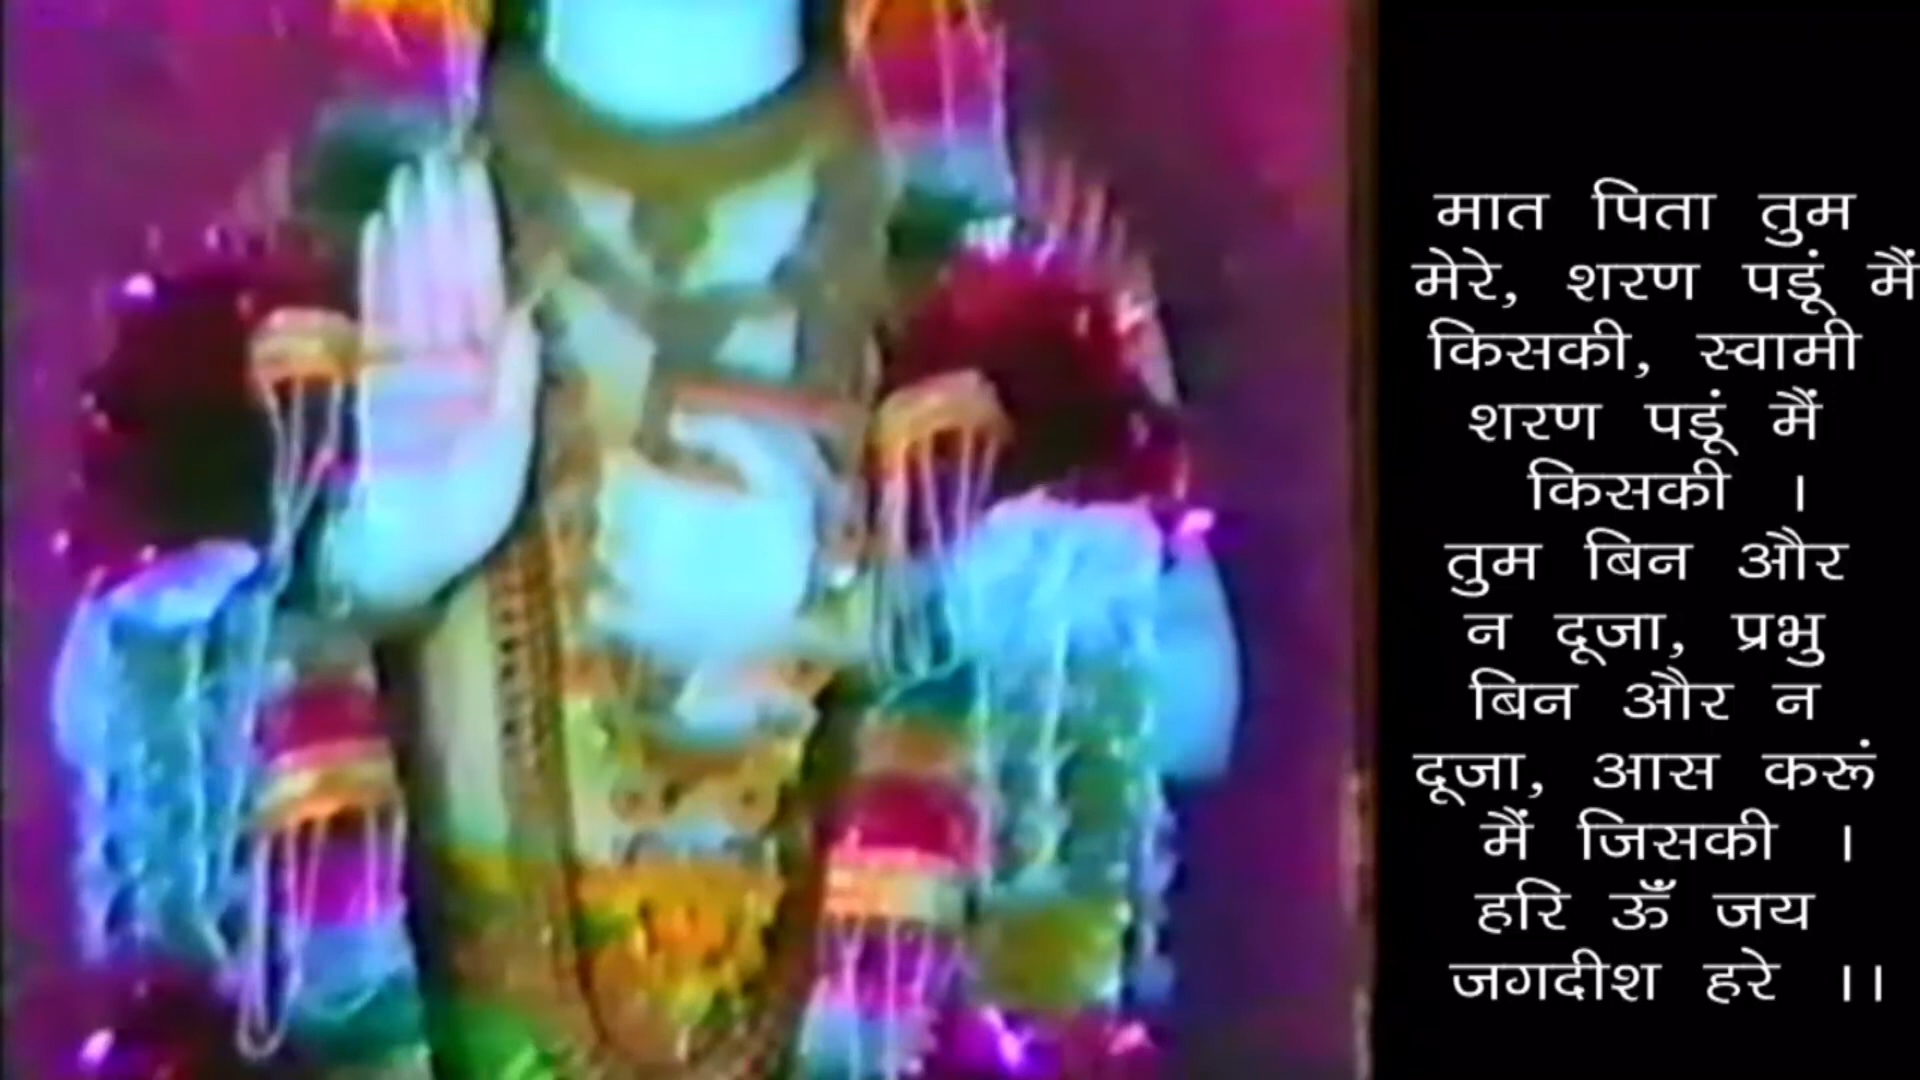 मात पिता तुम
मेरे, शरण पडूं मैं
किसकी, स्वामी
शरण पडूं मैं
किसकी ।
तुम बिन और
न दूजा, प्रभु
बिन और न
दूजा, आस करूं
मैं जिसकी ।
हरि ऊँ जय
जगदीश हरे ।।